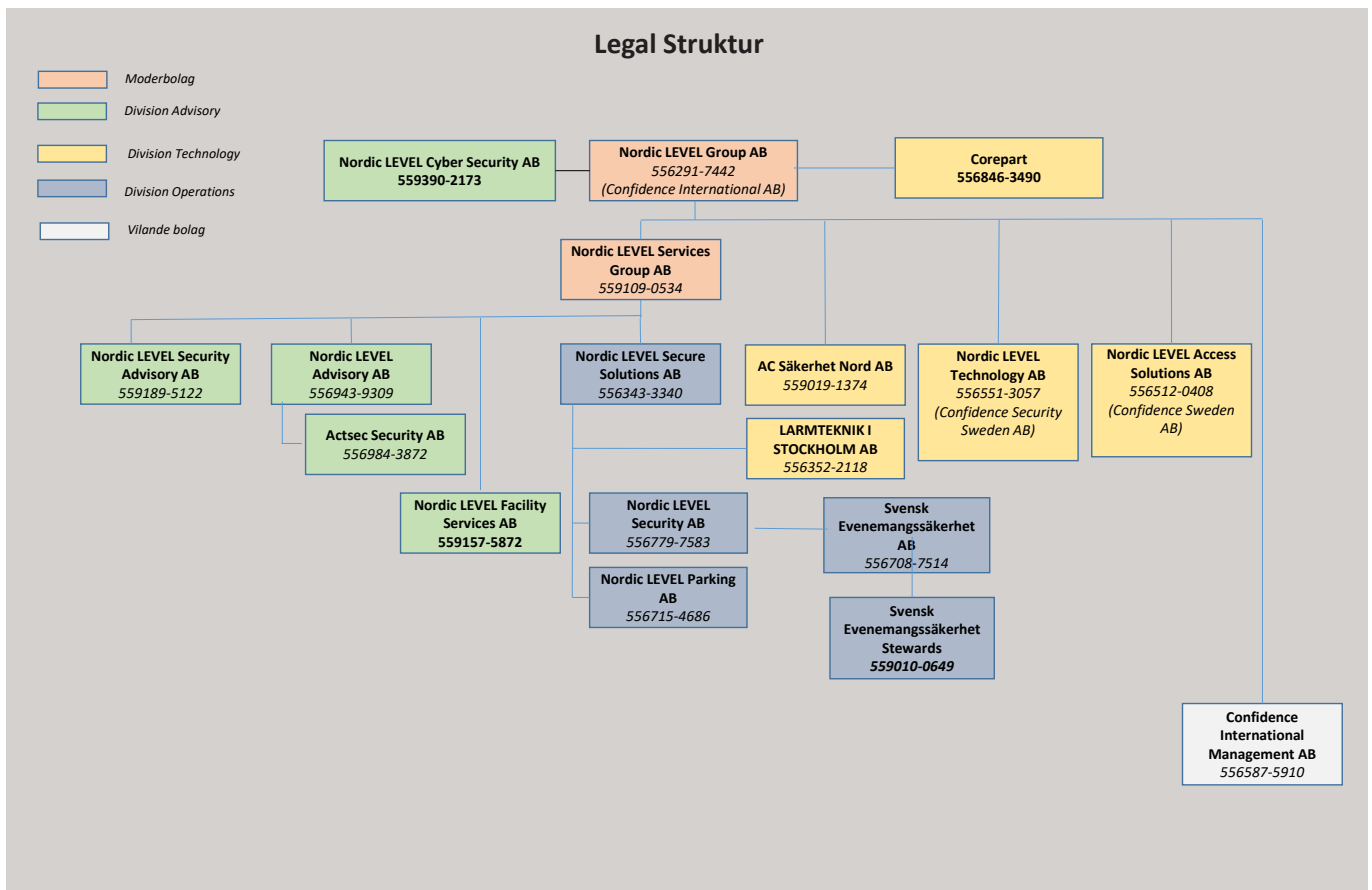 Legal Struktur
Moderbolag
Division Advisory
Division Technology
Division Operations
Vilande bolag
Nordic LEVEL Cyber Security AB
559390-2173
Nordic LEVEL Group AB
556291-7442
(Confidence International AB)
Corepart
556846-3490
Nordic LEVEL Services
Group AB
559109-0534
Nordic LEVEL Security
Advisory AB
559189-5122
Nordic LEVEL
Advisory AB
556943-9309
Nordic LEVEL Secure
Solutions AB
556343-3340
AC Säkerhet Nord AB
559019-1374
Nordic LEVEL
Technology AB
556551-3057
(Confidence Security
Sweden AB)
Nordic LEVEL Access
Solutions AB
556512-0408
(Confidence Sweden
AB)
Actsec Security AB
556984-3872
LARMTEKNIK I
STOCKHOLM AB
556352-2118
Nordic LEVEL Facility
Services AB
559157-5872
Nordic LEVEL
Security AB
556779-7583
Svensk
Evenemangssäkerhet
AB
556708-7514
Nordic LEVEL Parking
AB
556715-4686
Svensk
Evenemangssäkerhet
Stewards
559010-0649
Confidence
International
Management AB
556587-5910